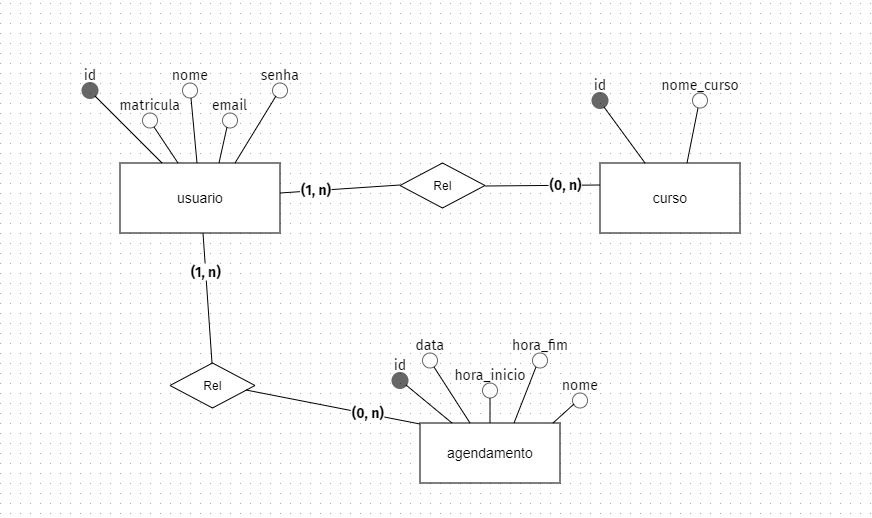 id
nome
senha
matricula
email
id
nome_curso
usuario
(1, n)
Rel
(0, n)
curso
(1, n)
Rel
(0, n)
id
data
hora_inicio
hora_fim
nome
agendamento